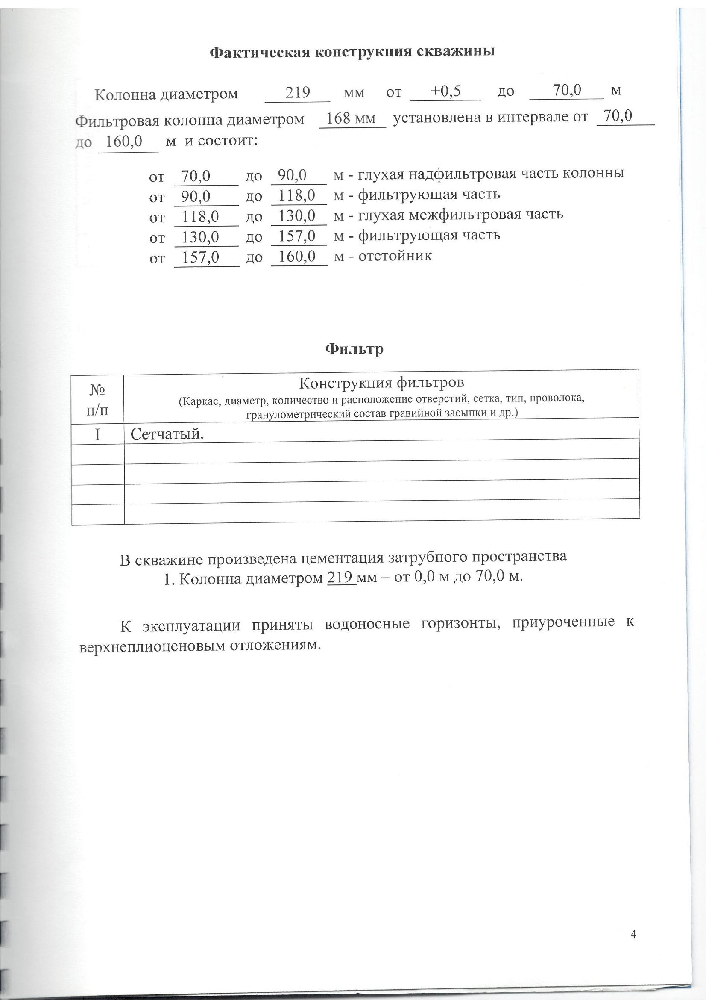 Фактическая конструкция скважины
Колонна диаметром 219 мм от +0,5 до 70,0 м
Фильтровая колонна диаметром 168 мм установлена в интервале от 70,0
до 160,0 м и состоит:
от 70,0 до 90,0 м - глухая надфильтровая часть колонны
от 90,0 до 118,0 м - фильтрующая часть
от 118,0 до 130,0 м - глухая межфильтровая часть
от 130,0 до 157,0 м - фильтрующая часть
от 157,0 до 160,0 м - отстойник
Фильтр
№
п/п
Конструкция фильтров
(Каркас, диаметр, количество и расположение отверстий, сетка, тип, проволока,
гранулометрический состав гравийной засыпки и др.)
I Сетчатый.
В скважине произведена цементация затрубного пространства
1. Колонна диаметром 219 мм – от 0,0 м до 70,0 м.
К эксплуатации приняты водоносные горизонты, приуроченные к
верхнеплиоценовым отложениям.
4